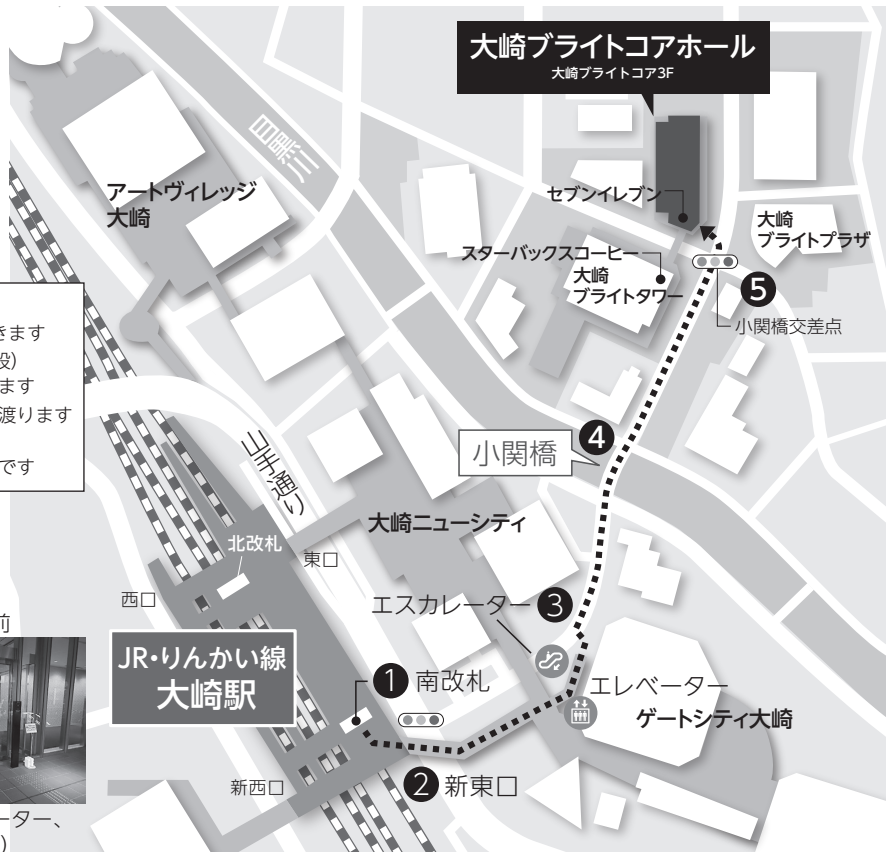 大崎ブライトコアホール
大崎ブライトコア3F
目黒川
アートヴィレッジ
大崎
セブンイレブン
大崎
ブライトプラザ
スターバックスコーヒー
大崎
ブライトタワー
❺
小関橋交差点
きます
設)
ます
渡ります
です
❹
小関橋
山手通り
大崎ニューシティ
北改札
東口
西口
エスカレーター ❸
前
JR•りんかい線
大崎駅
❶ 南改札
エレベーター
ゲートシティ大崎
新西口
❷ 新東口
ーター、
)